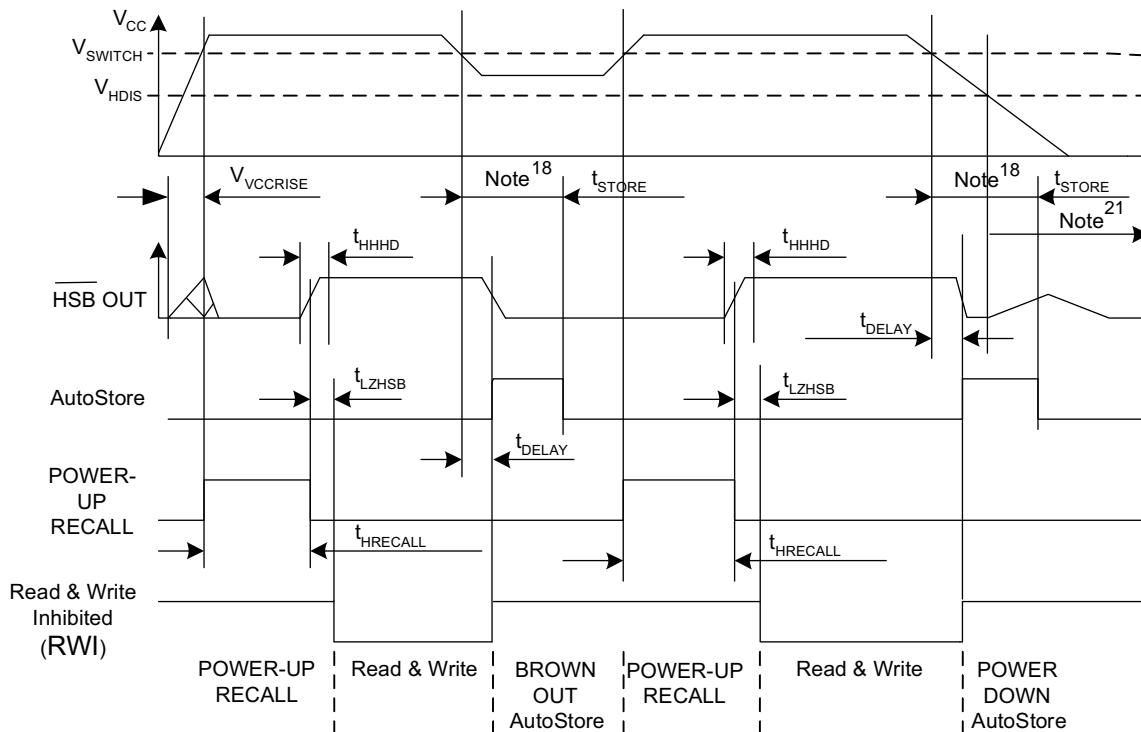 VCC
VSWITCH
VHDIS
VVCCRISE
Note18
tSTORE
Note18
tSTORE
Note21
tHHHD
tHHHD
HSB OUT
tDELAY
tLZHSB
tLZHSB
AutoStore
tDELAY
POWER-
UP
RECALL
tHRECALL
tHRECALL
Read & Write
Inhibited
(RWI)
POWER-UP
RECALL
Read & Write
BROWN
OUT
AutoStore
POWER-UP
RECALL
Read & Write
POWER
DOWN
AutoStore